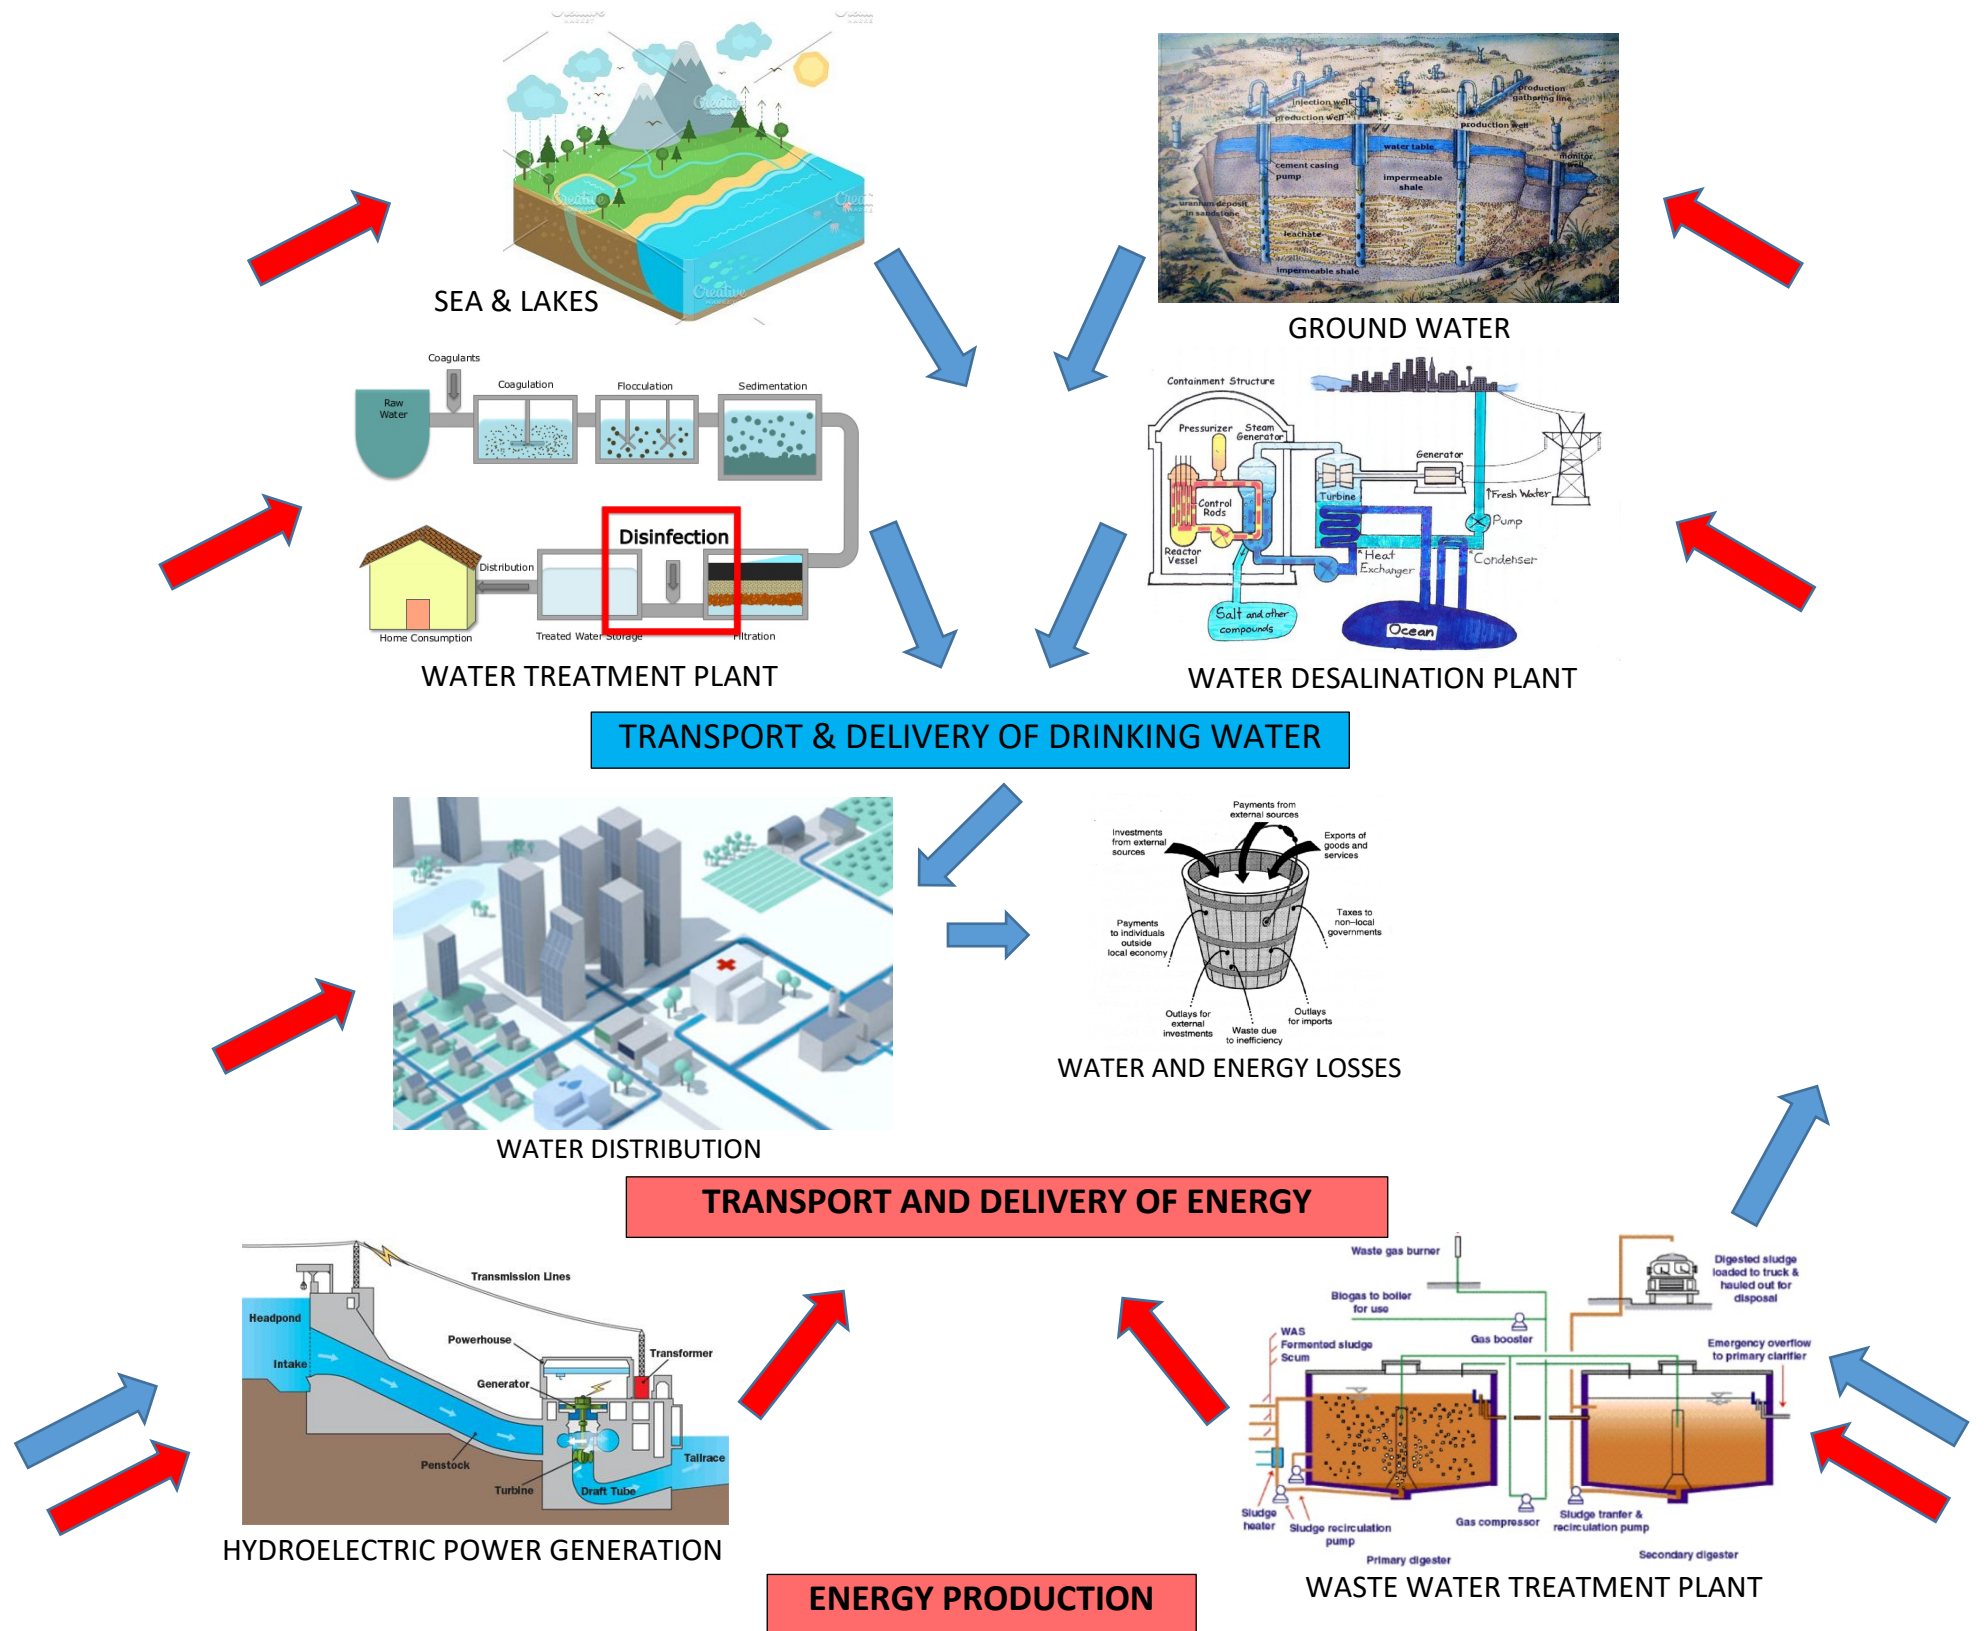 Creative
Creative
Creative
Creative
SEA & LAKES
injection well
production well
production
gathering line
production well
water table
monitor
well
cement casing
pump
impermeable
shale
uranium deposit
in sandstone
leachate
impermeable shale
GROUND WATER
Coagulants
Raw
Water
Coagulation
Flocculation
Sedimentation
Disinfection
Distribution
Home Consumption
Treated Water Storage
Filtration
WATER TREATMENT PLANT
Containment Structure
Pressurizer
Steam
Generator
Generator
Turbine
Fresh Water
Control
Rods
Pump
Reactor
Vessel
Heat
Exchanger
Condenser
Salt and other
compounds
Ocean
WATER DESALINATION PLANT
TRANSPORT & DELIVERY OF DRINKING WATER
Payments from
external sources
Investments
from external
sources
Exports of
goods and
services
Payments
to individuals
outside
local economy
Taxes to
non-local
governments
Outlays for
external
investments
Waste due
to inefficiency
Outlays
for imports
WATER AND ENERGY LOSSES
WATER DISTRIBUTION
TRANSPORT AND DELIVERY OF ENERGY
Transmission Lines
Headpond
Intake
Powerhouse
Transformer
Generator
Penstock
Turbine
Draft Tube
Tailrace
HYDROELECTRIC POWER GENERATION
Waste gas burner
Digested sludge
loaded to truck &
hauled out for
disposal
Biogas to boiler
for use
Gas booster
WAS
Fermented sludge
Scum
Emergency overflow
to primary clarifier
Sludge
heater
Sludge recirculation
pump
Gas compressor
Sludge tranfer &
recirculation pump
Primary digester
Secondary digester
WASTE WATER TREATMENT PLANT
ENERGY PRODUCTION